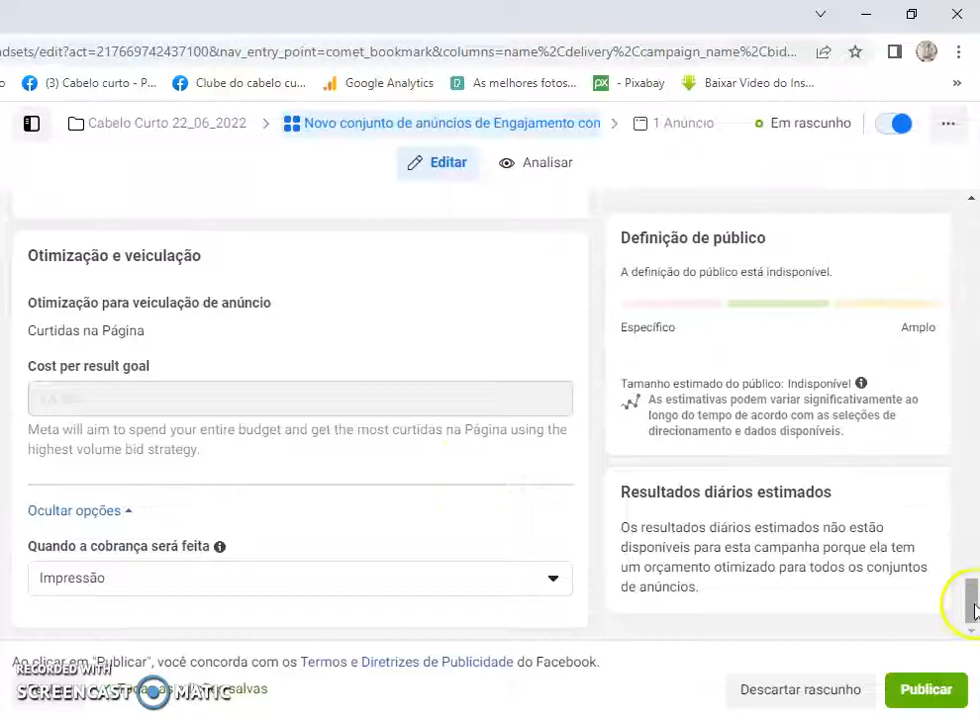 dsets/edit?act=217669742437100&nav_entry_point=comet_bookmark&columns=name%2Cdelivery%2Ccampaign_name%2Cbid...
(3) Cabelo curto - P... Clube do cabelo cu... Google Analytics As melhores fotos... - Pixabay Baixar Video do Ins... »
Cabelo Curto 22_06_2022 > Novo conjunto de anúncios de Engajamento con > 1 Anúncio Em rascunho ...
Editar Analisar
Otimização e veiculação
Otimização para veiculação de anúncio
Curtidas na Página
Cost per result goal
Meta will aim to spend your entire budget and get the most curtidas na Página using the
highest volume bid strategy.
Ocultar opções
Quando a cobrança será feita
Impressão
Definição de público
A definição do público está indisponível.
Específico Amplo
Tamanho estimado do público: Indisponível
As estimativas podem variar significativamente ao
longo do tempo de acordo com as seleções de
direcionamento e dados disponíveis.
Resultados diários estimados
Os resultados diários estimados não estão
disponíveis para esta campanha porque ela tem
um orçamento otimizado para todos os conjuntos
de anúncios.
Ao clicar em "Publicar", você concorda com os Termos e Diretrizes de Publicidade do Facebook.
RECORDED WITH
SCREENCAST MATIC
Descartar rascunho Publicar